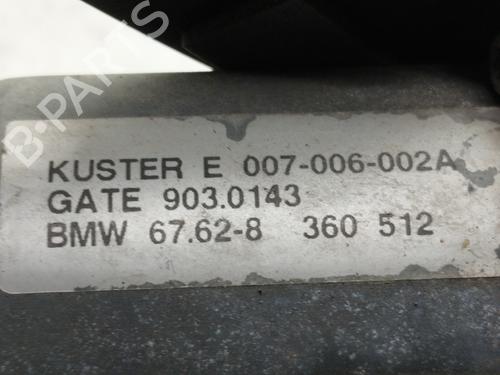 B-PARTS
KUSTER E 007-006-002A
GATE 903.0143
BMW 67.62-8 360 512